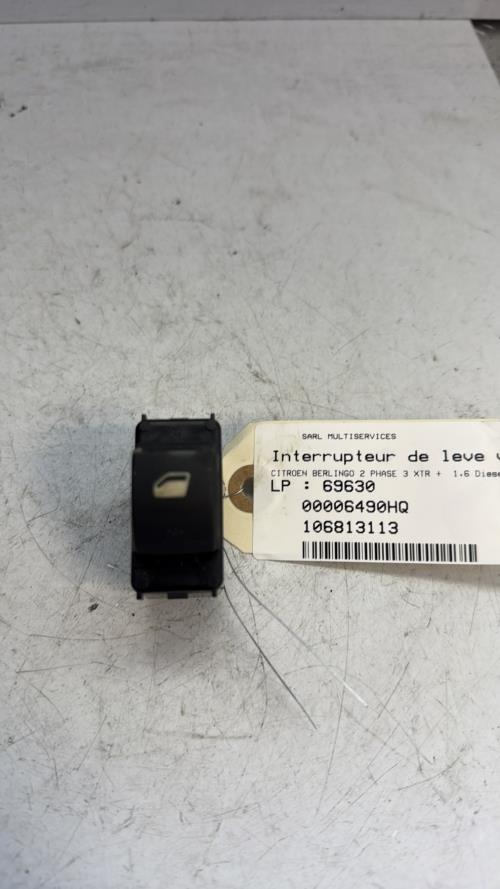 SARL MULTISERVICES
Interrupteur de leve
CITROEN BERLINGO 2 PHASE 3 XTR + 1.6
LP : 69630
00006490HQ
106813113